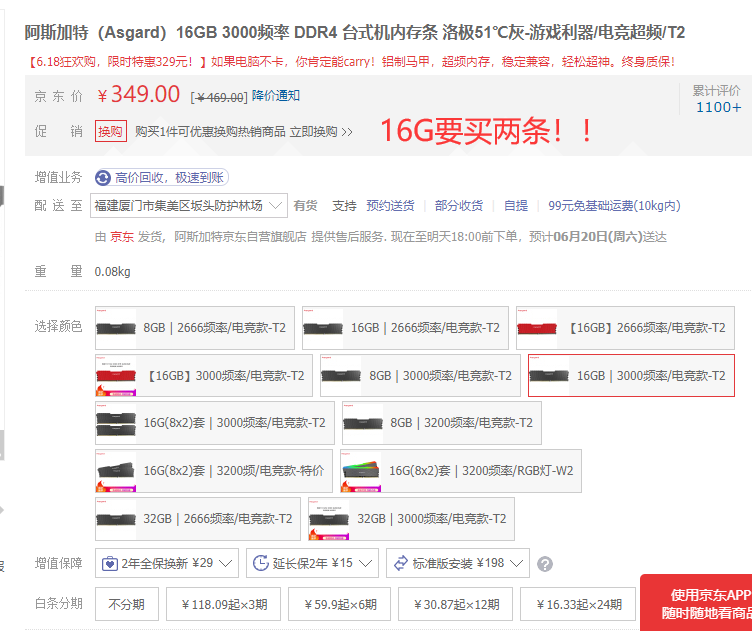 阿斯加特（Asgard）16GB 3000频率 DDR4 台式机内存条 洛极51℃灰-游戏利器/电竞超频/T2
【6.18狂欢购，限时特惠329元！】如果电脑不卡，你肯定能carry！铝制马甲，超频内存，稳定兼容，轻松超神。终身质保！
京东价 ￥349.00 [￥469.00] 降价通知
累计评价
1100+
促销 换购 购买1件可优惠换购热销商品 立即换购 >>
16G要买两条！！
增值业务 高价回收，极速到账
配送至 福建厦门市集美区坂头防护林场 有货 支持 预约送货 部分收货 自提 99元免基础运费(10kg内)
由 京东 发货，阿斯加特京东自营旗舰店 提供售后服务. 现在至明天18:00前下单，预计06月20日(周六)送达
重量 0.08kg
选择颜色 8GB | 2666频率/电竞款-T2 16GB | 2666频率/电竞款-T2 【16GB】2666频率/电竞款-T2
【16GB】3000频率/电竞款-T2 8GB | 3000频率/电竞款-T2 16GB | 3000频率/电竞款-T2
16G(8x2)套 | 3000频率/电竞款-T2 8GB | 3200频率/电竞款-T2
16G(8x2)套 | 3200频/电竞款-特价 16G(8x2)套 | 3200频率/RGB灯-W2
32GB | 2666频率/电竞款-T2 32GB | 3000频率/电竞款-T2
增值保障 2年全保换新 ￥29 延长保2年 ￥15 标准版安装 ￥198 ?
白条分期 不分期 ￥118.09起×3期 ￥59.9起×6期 ￥30.87起×12期 ￥16.33起×24期
使用京东APP
随时随地看商品